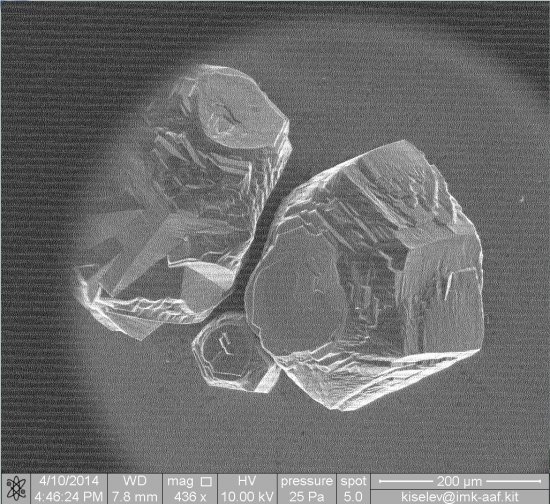 4/10/2014 WD mag HV pressure spot 200 µm
4:46:24 PM 7.8 mm 436 x 10.00 kV 25 Pa 5.0 kiselev@imk-aaf.kit